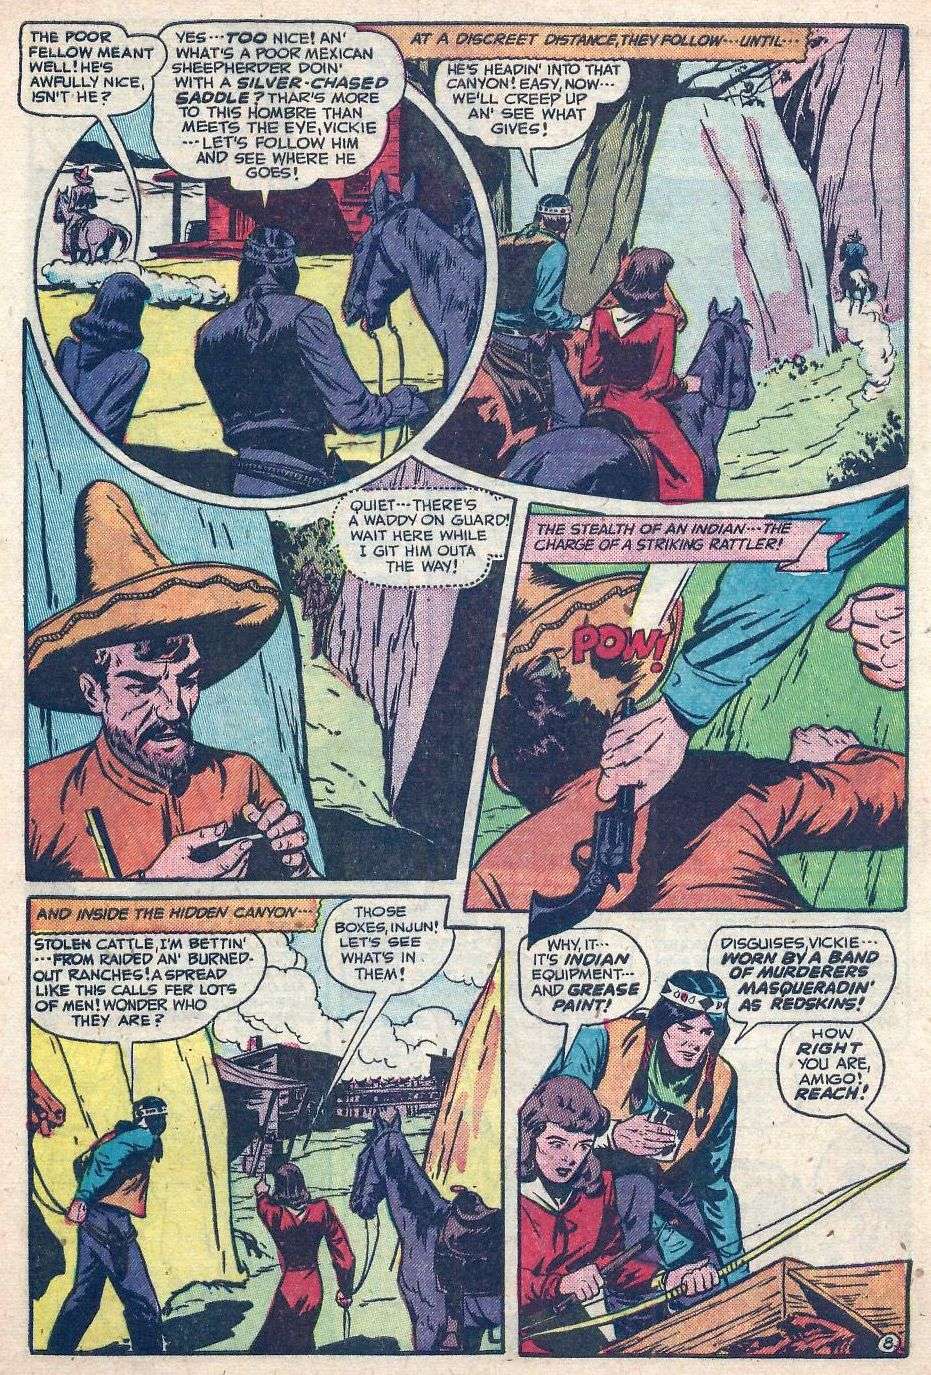 THE POOR
FELLOW MEANT
WELL! HE'S
AWFULLY NICE,
ISN'T HE?
YES---TOO NICE! AN'
WHAT'S A POOR MEXICAN
SHEEPHERDER DOIN'
WITH A SILVER-CHASED
SADDLE? THAR'S MORE
TO THIS HOMBRE THAN
MEETS THE EYE, VICKIE
---LET'S FOLLOW HIM
AND SEE WHERE HE
GOES!
AT A DISCREET DISTANCE, THEY FOLLOW---UNTIL---
HE'S HEADIN' INTO THAT
CANYON! EASY, NOW---
WE'LL CREEP UP
AN' SEE WHAT
GIVES!
QUIET---THERE'S
A WADDY ON GUARD!
WAIT HERE WHILE
I GIT HIM OUTA
THE WAY!
THE STEALTH OF AN INDIAN---THE
CHARGE OF A STRIKING RATTLER!
POW!
AND INSIDE THE HIDDEN CANYON---
STOLEN CATTLE, I'M BETTIN'
---FROM RAIDED AN' BURNED-
OUT RANCHES! A SPREAD
LIKE THIS CALLS FER LOTS
OF MEN! WONDER WHO
THEY ARE?
THOSE
BOXES, INJUN!
LET'S SEE
WHAT'S IN
THEM!
WHY, IT--
IT'S INDIAN
EQUIPMENT---
AND GREASE
PAINT!
DISGUISES, VICKIE---
WORN BY A BAND
OF MURDERERS
MASQUERADIN'
AS REDSKINS!
HOW
RIGHT
YOU ARE,
AMIGO!
REACH!
8